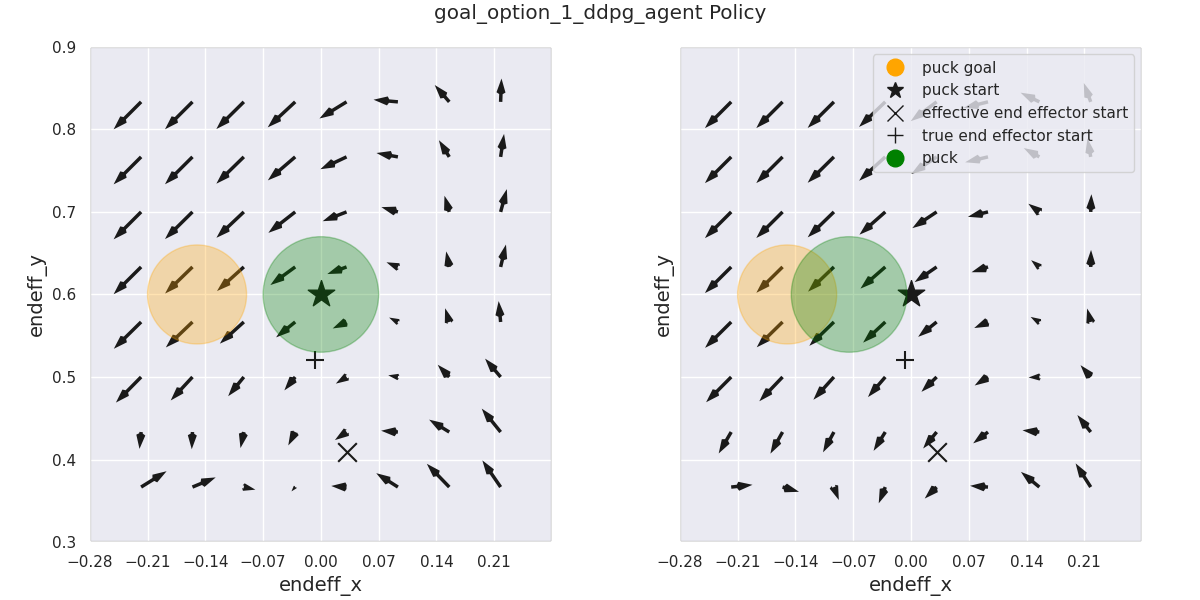 goal_option_1_ddpg_agent Policy
0.9
0.8
0.7
0.6
0.5
0.4
0.3
endeff_y
−0.28 −0.21 −0.14 −0.07 0.00 0.07 0.14 0.21
endeff_x
puck goal
puck start
effective end effector start
true end effector start
puck
endeff_y
−0.28 −0.21 −0.14 −0.07 0.00 0.07 0.14 0.21
endeff_x